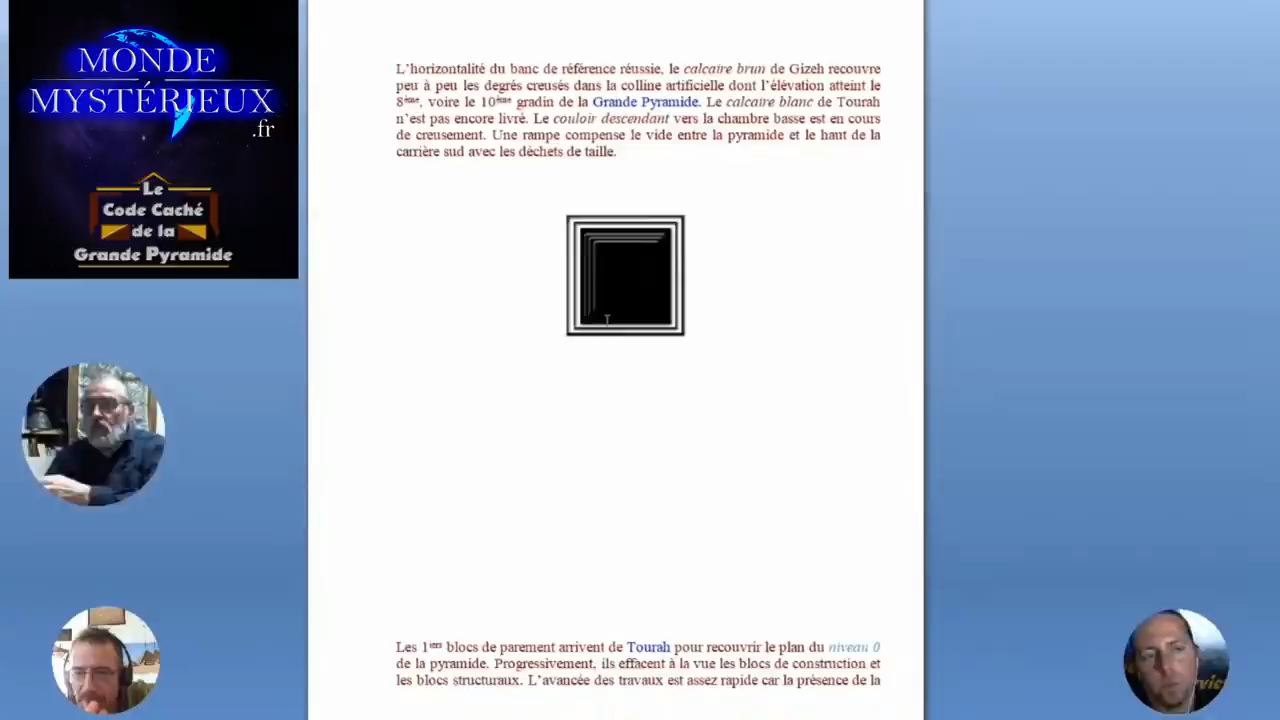 MONDE
MYSTÉRIEUX
.fr
Le
Code Caché
de la
Grande Pyramide
L’horizontalité du banc de référence réussie, le calcaire brun de Gizeh recouvre
peu à peu les degrés creusés dans la colline artificielle dont l’élévation atteint le
8ème, voire le 10ème gradin de la Grande Pyramide. Le calcaire blanc de Tourah
n’est pas encore livré. Le couloir descendant vers la chambre basse est en cours
de creusement. Une rampe compense le vide entre la pyramide et le haut de la
carrière sud avec les déchets de taille.
Les 1ers blocs de parement arrivent de Tourah pour recouvrir le plan du niveau 0
de la pyramide. Progressivement, ils effacent à la vue les blocs de construction et
les blocs structuraux. L’avancée des travaux est assez rapide car la présence de la